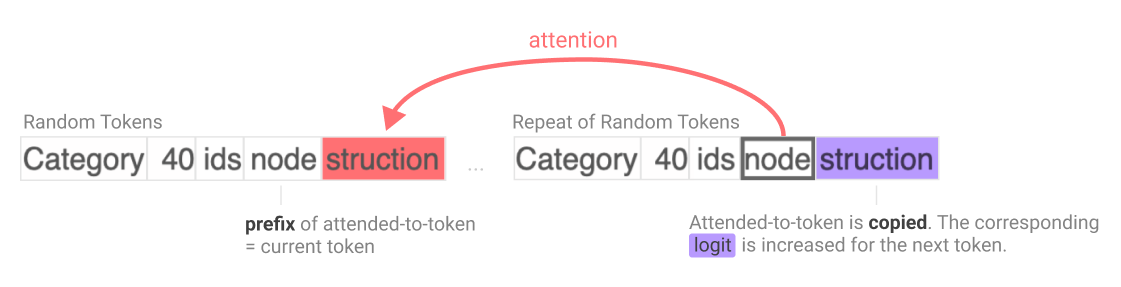 attention
Random Tokens
Category 40 ids node struction
...
Repeat of Random Tokens
Category 40 ids node struction
prefix of attended-to-token
= current token
Attended-to-token is copied. The corresponding
logit is increased for the next token.